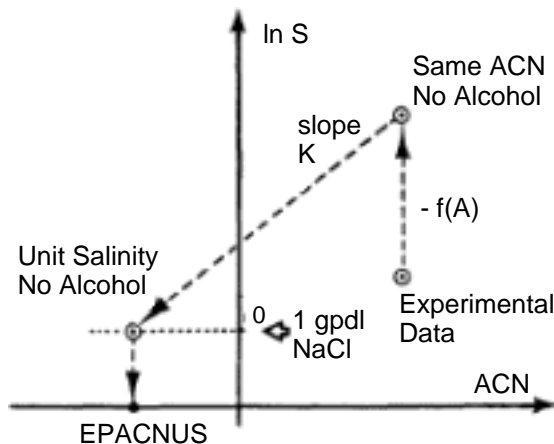 ln S
Same ACN
No Alcohol
slope
K
- f(A)
Unit Salinity
No Alcohol
Experimental
Data
0
1 gpdl
NaCl
ACN
EPACNUS